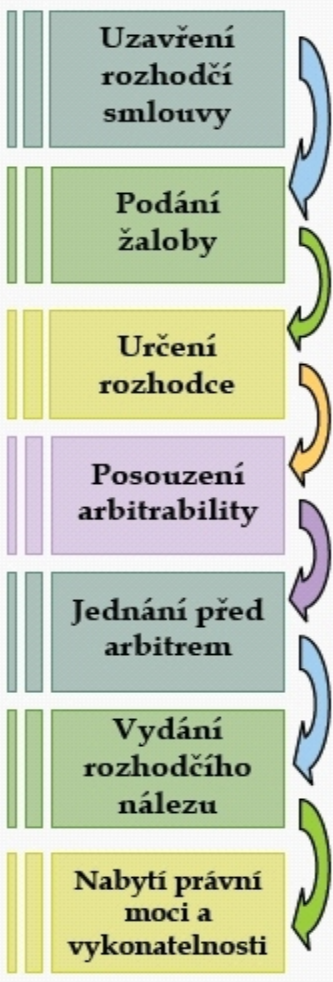 Uzavření
rozhodčí
smlouvy
Podání
žaloby
Určení
rozhodce
Posouzení
arbitrability
Jednání před
arbitrem
Vydání
rozhodčího
nálezu
Nabytí právní
moci a
vykonatelnosti